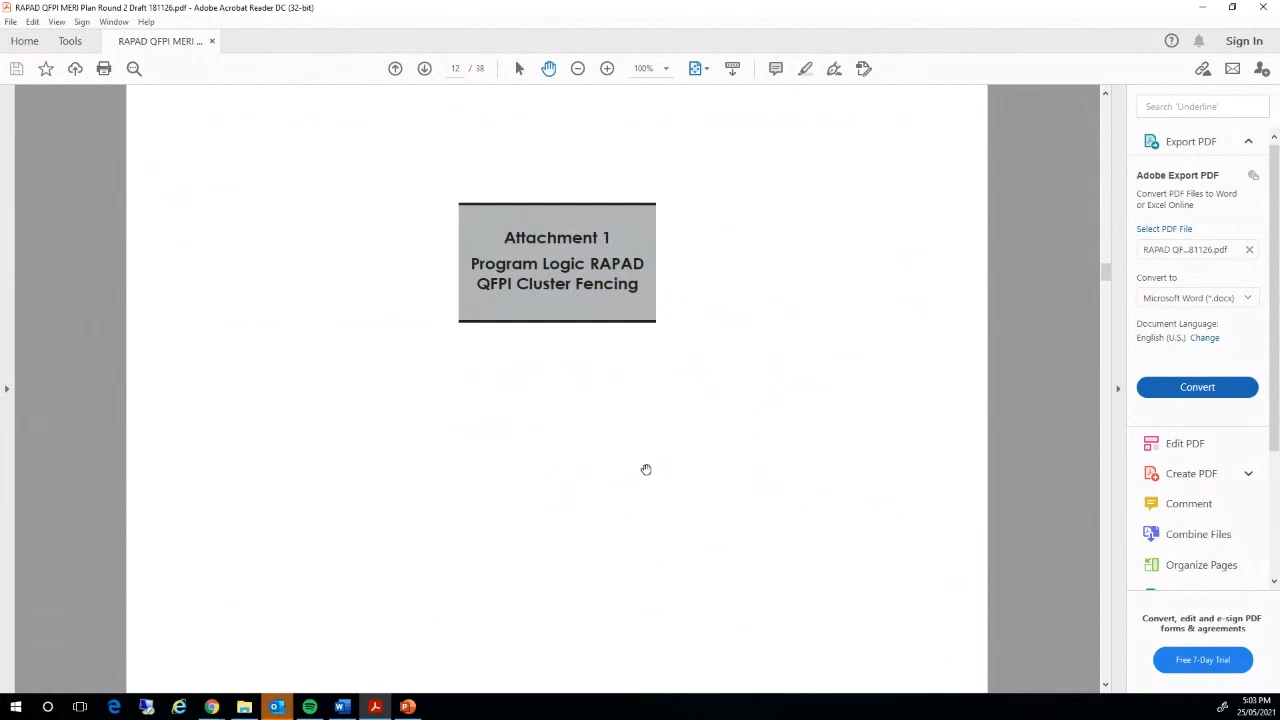 RAPAD QFPI MERI Plan Round 2 Draft 181126.pdf - Adobe Acrobat Reader DC (32-bit)
File Edit View Sign Window Help
Home Tools RAPAD QFPI MERI ... × Sign In
12 / 38 100%
Search 'Underline'
Attachment 1
Program Logic RAPAD
QFPI Cluster Fencing
Export PDF
Adobe Export PDF
Convert PDF Files to Word
or Excel Online
Select PDF File
RAPAD QF...81126.pdf
Convert to
Microsoft Word (*.docx)
Document Language:
English (U.S.) Change
Convert
Edit PDF
Create PDF
Comment
Combine Files
Organize Pages
Convert, edit and e-sign PDF
forms & agreements
Free 7-Day Trial
5:03 PM
25/05/2021